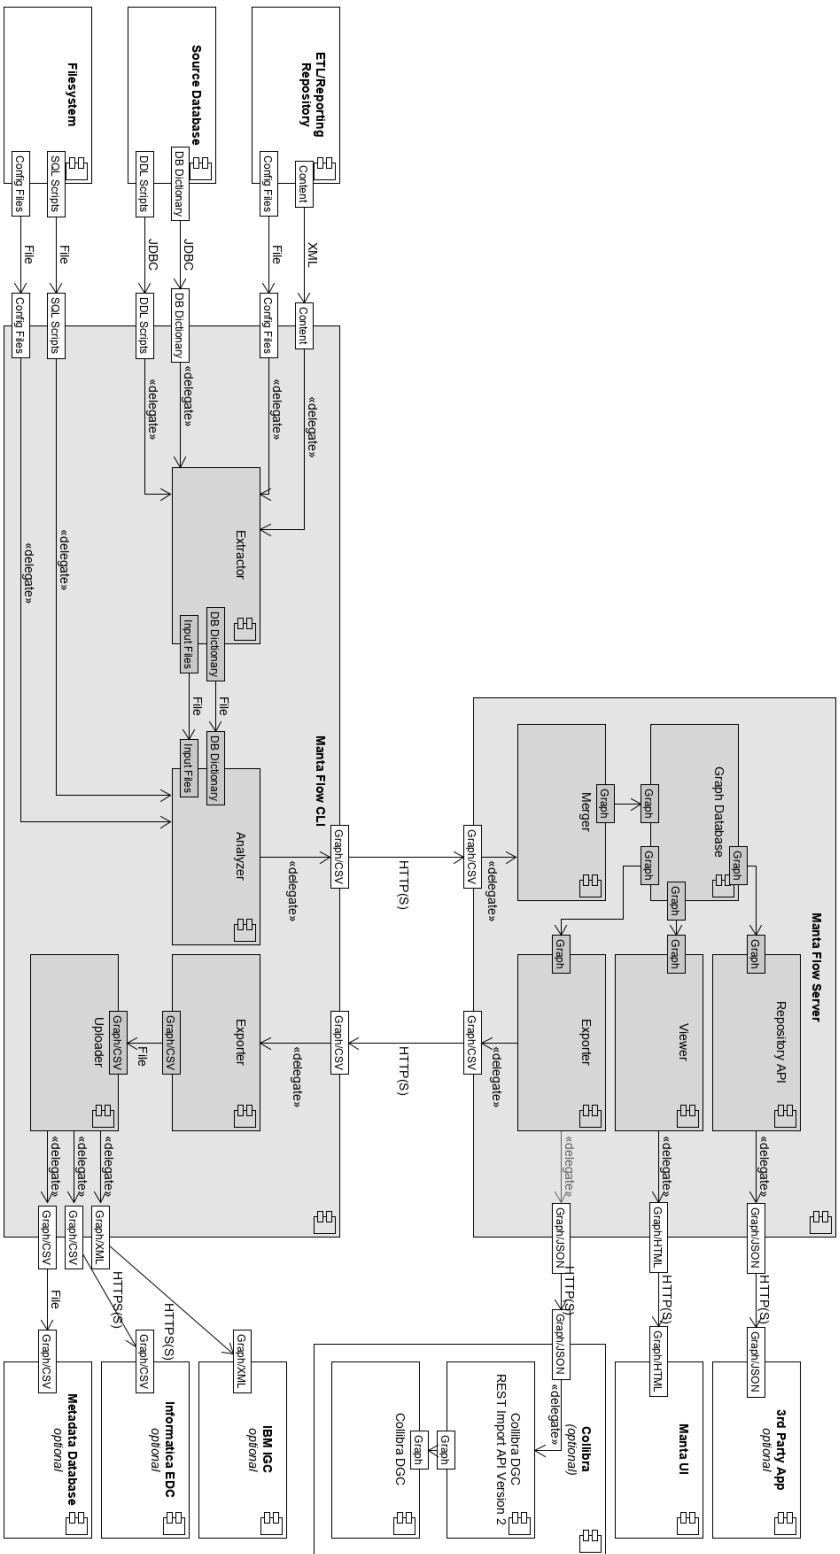 Manta Flow Server
Graph Database
Graph
Graph
Graph
Graph
Merger
Graph
Graph
Repository API
Graph
Viewer
Graph
Exporter
«delegate»
Graph/JSON
HTTP(S)
Graph/JSON
3rd Party App
optional
«delegate»
Graph/HTML
HTTP(S)
Graph/HTML
Manta UI
«delegate»
Graph/JSON
HTTP(S)
Graph/JSON
«delegate»
Collibra
(optional)
Collibra DGC
REST Import API Version 2
Graph
Graph
Collibra DGC
«delegate»
Graph/CSV
«delegate»
Graph/CSV
HTTP(S)
HTTP(S)
Graph/CSV
Graph/CSV
«delegate»
«delegate»
ETL/Reporting
Repository
Content
XML
Content
«delegate»
Config Files
File
Config Files
«delegate»
Source Database
DB Dictionary
JDBC
DB Dictionary
«delegate»
DDL Scripts
JDBC
DDL Scripts
«delegate»
Filesystem
SQL Scripts
File
SQL Scripts
«delegate»
Config Files
File
Config Files
«delegate»
Manta Flow CLI
Extractor
DB Dictionary
File
DB Dictionary
Input Files
File
Input Files
Analyzer
Exporter
Graph/CSV
File
Graph/CSV
Uploader
«delegate»
Graph/XML
HTTPS(S)
Graph/XML
IBM IGC
optional
«delegate»
Graph/CSV
HTTPS(S)
Graph/CSV
Informatica EDC
optional
«delegate»
Graph/CSV
File
Graph/CSV
Metadata Database
optional